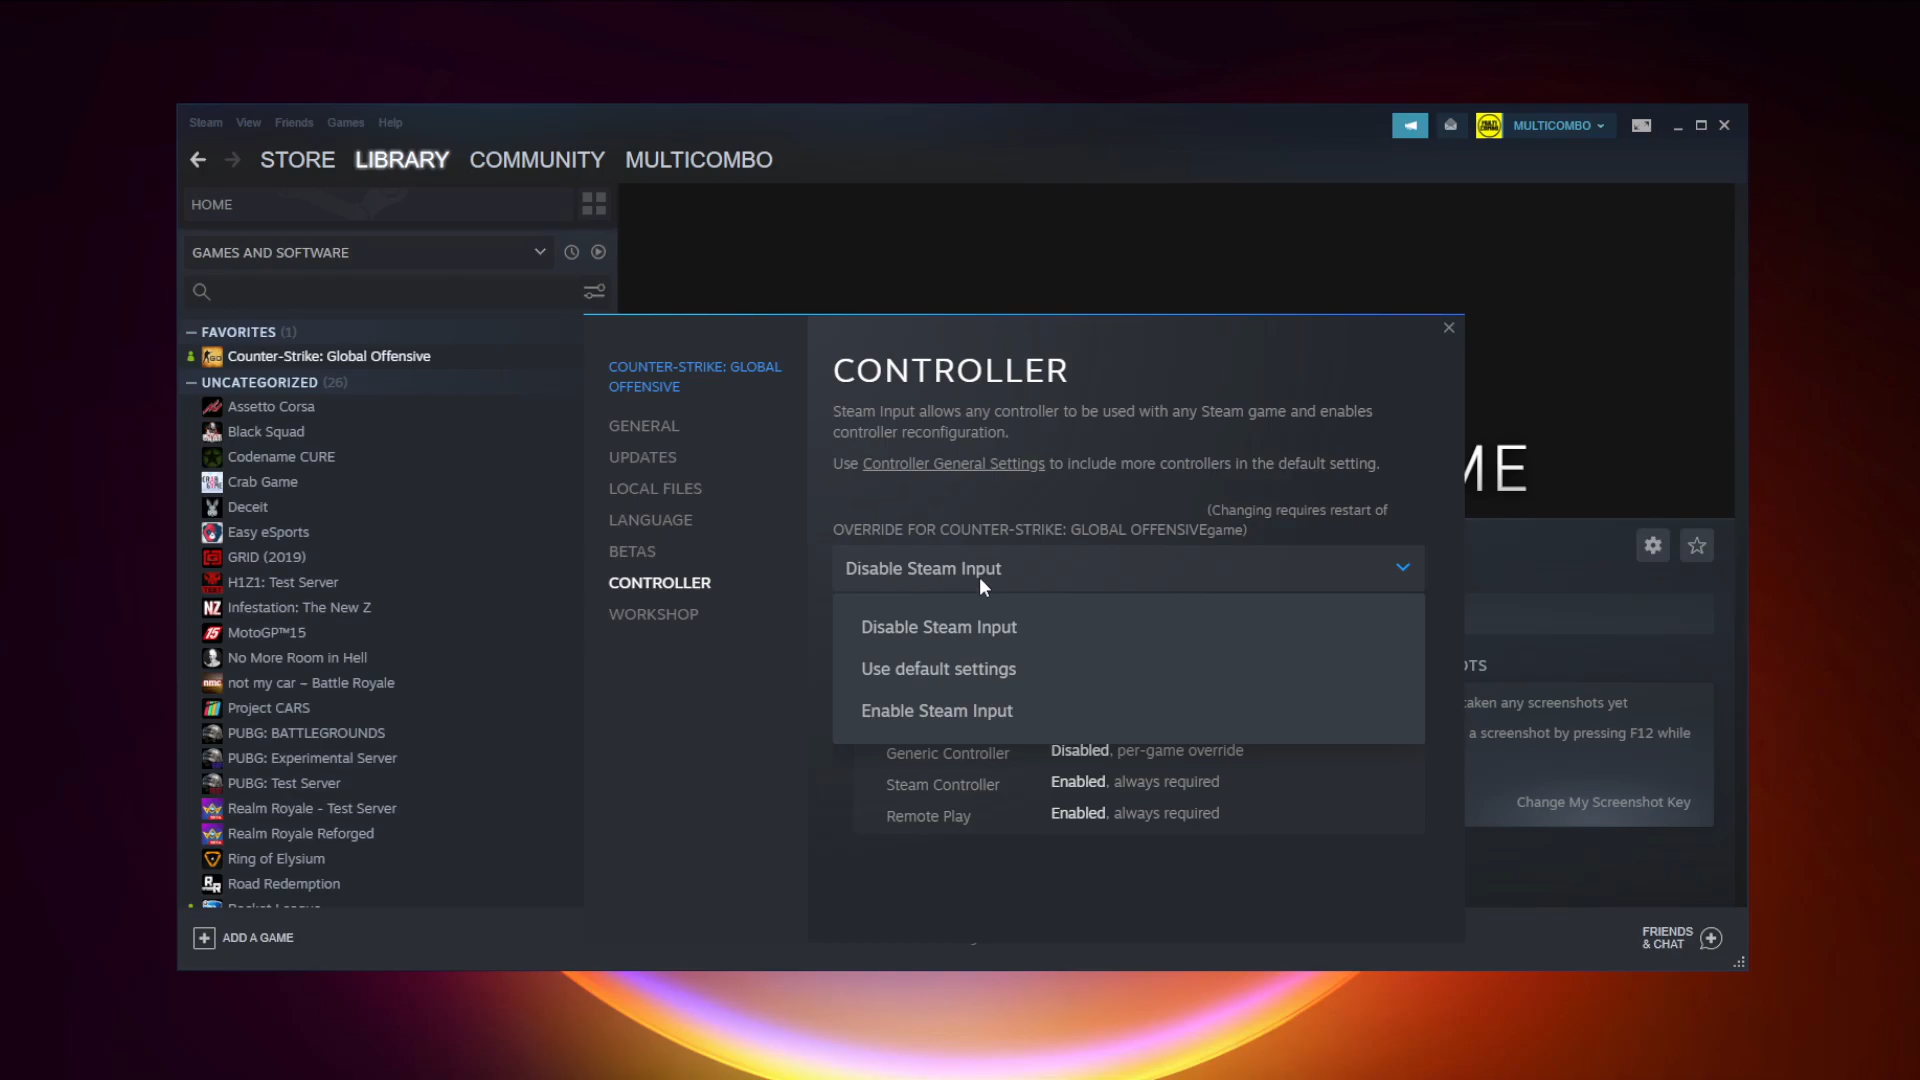 Steam View Friends Games Help
MULTICOMBO
STORE LIBRARY COMMUNITY MULTICOMBO
HOME
GAMES AND SOFTWARE
FAVORITES (1)
Counter-Strike: Global Offensive
UNCATEGORIZED (26)
Assetto Corsa
Black Squad
Codename CURE
Crab Game
Deceit
Easy eSports
GRID (2019)
H1Z1: Test Server
Infestation: The New Z
MotoGP™15
No More Room in Hell
not my car – Battle Royale
Project CARS
PUBG: BATTLEGROUNDS
PUBG: Experimental Server
PUBG: Test Server
Realm Royale - Test Server
Realm Royale Reforged
Ring of Elysium
Road Redemption
ADD A GAME
COUNTER-STRIKE: GLOBAL
OFFENSIVE
GENERAL
UPDATES
LOCAL FILES
LANGUAGE
BETAS
CONTROLLER
WORKSHOP
CONTROLLER
Steam Input allows any controller to be used with any Steam game and enables
controller reconfiguration.
Use Controller General Settings to include more controllers in the default setting.
(Changing requires restart of
OVERRIDE FOR COUNTER-STRIKE: GLOBAL OFFENSIVEgame)
Disable Steam Input
Disable Steam Input
Use default settings
Enable Steam Input
Generic Controller Disabled, per-game override
Steam Controller Enabled, always required
Remote Play Enabled, always required
ME
OTS
taken any screenshots yet
a screenshot by pressing F12 while
Change My Screenshot Key
FRIENDS
& CHAT